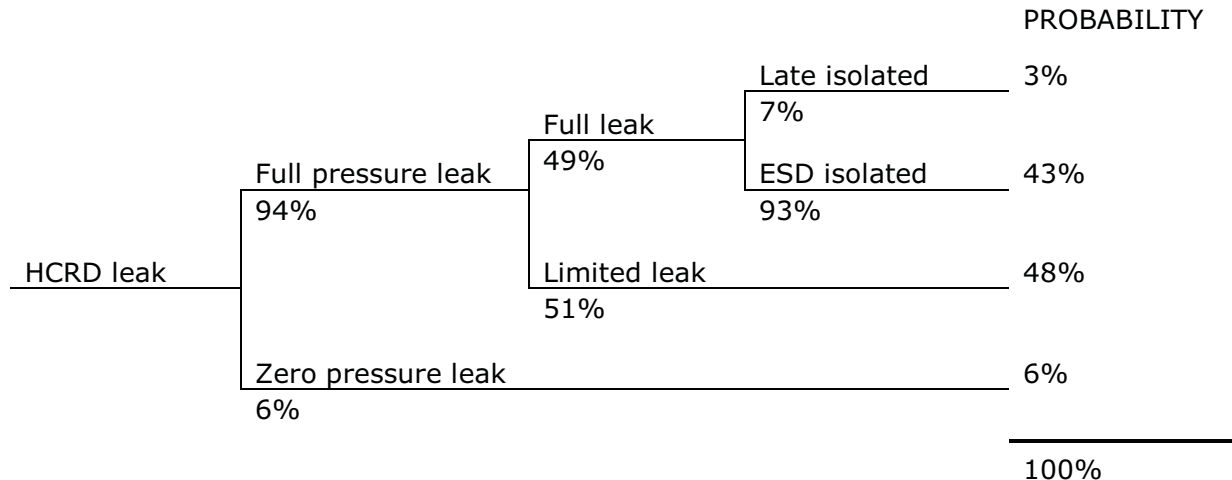 PROBABILITY
Late isolated 3%
7%
Full leak
49%
Full pressure leak ESD isolated 43%
94% 93%
HCRD leak Limited leak 48%
51%
Zero pressure leak 6%
6%
100%